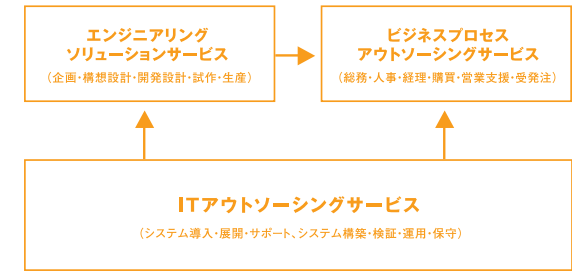 エンジニアリング
ソリューションサービス
（企画・構想設計・開発設計・試作・生産）
ビジネスプロセス
アウトソーシングサービス
（総務・人事・経理・購買・営業支援・受発注）
ITアウトソーシングサービス
（システム導入・展開・サポート、システム構築・検証・運用・保守）